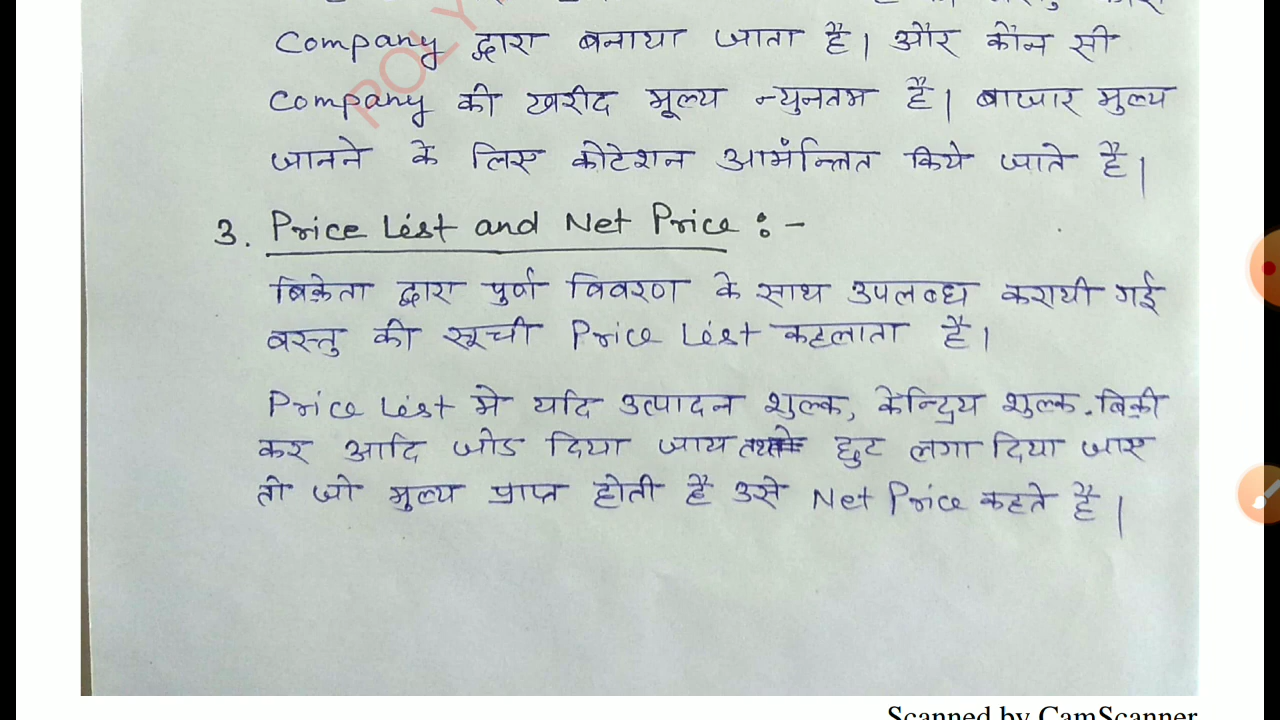 Company द्वारा बनाया जाता है। और कौन सी
Company की खरीद मूल्य न्युनतम है। बाजार मुल्य
जानने के लिए कोटेशन आमंन्त्रित किये जाते है।
3. Price List and Net Price :-
बिक्रेता द्वारा पुर्ण विवरण के साथ उपलब्ध करायी गई
वस्तु की सूची Price List कहलाता है।
Price List मे यदि उत्पादन शुल्क, केन्द्रिय शुल्क. बिक्री
कर आदि जोड दिया जाय छुट लगा दिया जाए
तो जो मुल्य प्राप्त होती है उसे Net Price कहते है।
POLY
Scanned by CamScanner